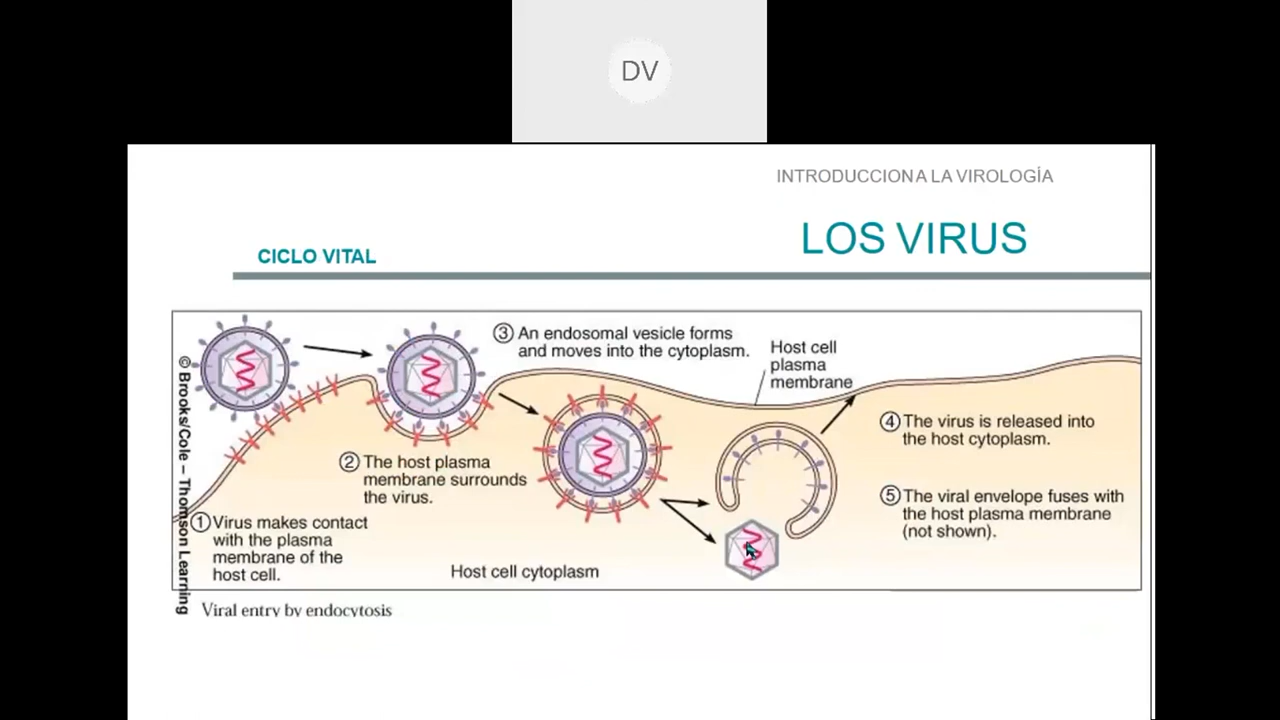 DV
INTRODUCCION A LA VIROLOGÍA
LOS VIRUS
CICLO VITAL
③ An endosomal vesicle forms
and moves into the cytoplasm.
Host cell
plasma
membrane
④ The virus is released into
the host cytoplasm.
② The host plasma
membrane surrounds
the virus.
⑤ The viral envelope fuses with
the host plasma membrane
(not shown).
① Virus makes contact
with the plasma
membrane of the
host cell.
Host cell cytoplasm
© Brooks/Cole – Thomson Learning
Viral entry by endocytosis